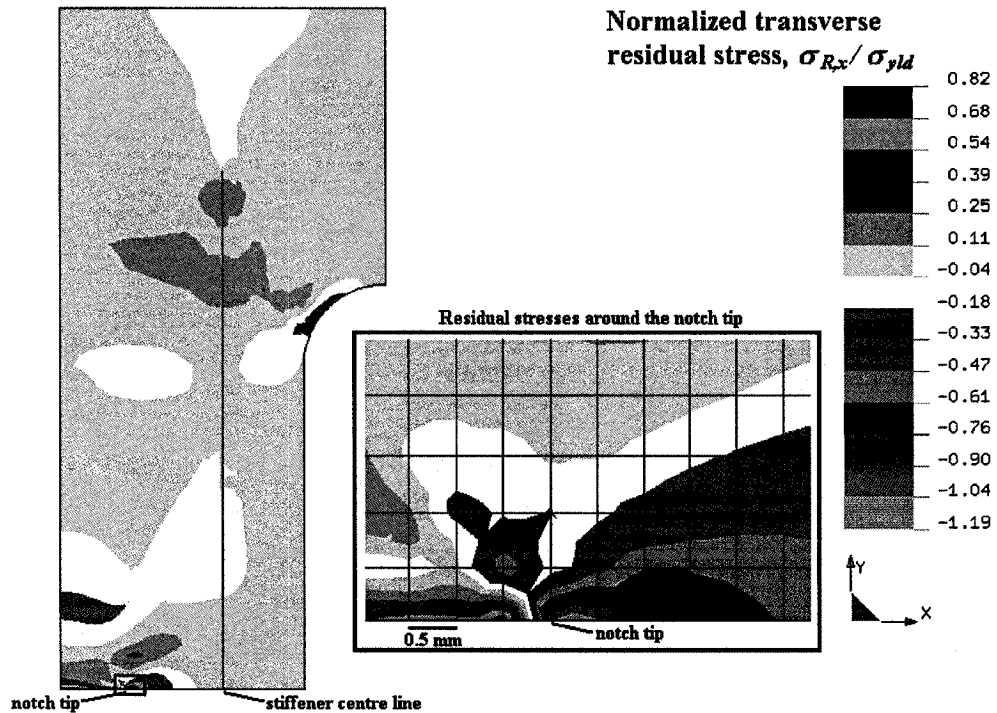 Normalized transverse
residual stress, σR,x / σyld
0.82
0.68
0.54
0.39
0.25
0.11
-0.04
-0.18
-0.33
-0.47
-0.61
-0.76
-0.90
-1.04
-1.19
Y
X
Residual stresses around the notch tip
0.5 mm
notch tip
notch tip
stiffener centre line